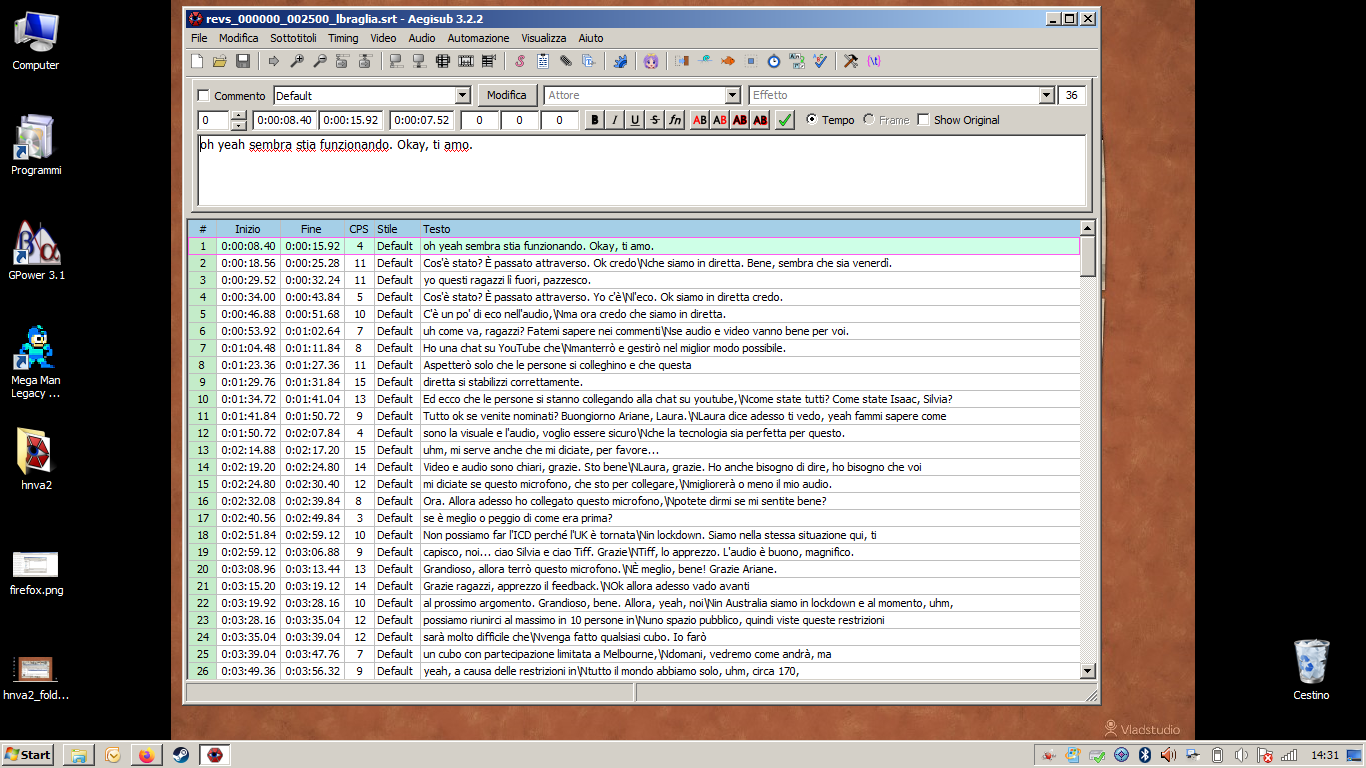 Computer
Programmi
GPower 3.1
Mega Man
Legacy ...
hnva2
firefox.png
hnva2_fold...
revs_000000_002500_lbraglia.srt - Aegisub 3.2.2
File Modifica Sottotitoli Timing Video Audio Automazione Visualizza Aiuto
Commento Default Modifica Attore Effetto 36
0 0:00:08.40 0:00:15.92 0:00:07.52 0 0 0 B I U S fn AB AB AB AB Tempo Frame Show Original
oh yeah sembra stia funzionando. Okay, ti amo.
# Inizio Fine CPS Stile Testo
1 0:00:08.40 0:00:15.92 4 Default oh yeah sembra stia funzionando. Okay, ti amo.
2 0:00:18.56 0:00:25.28 11 Default Cos'è stato? È passato attraverso. Ok credo\Nche siamo in diretta. Bene, sembra che sia venerdì.
3 0:00:29.52 0:00:32.24 11 Default yo questi ragazzi lì fuori, pazzesco.
4 0:00:34.00 0:00:43.84 5 Default Cos'è stato? È passato attraverso. Yo c'è\Nl'eco. Ok siamo in diretta credo.
5 0:00:46.88 0:00:51.68 10 Default C'è un po' di eco nell'audio,\Nma ora credo che siamo in diretta.
6 0:00:53.92 0:01:02.64 7 Default uh come va, ragazzi? Fatemi sapere nei commenti\Nse audio e video vanno bene per voi.
7 0:01:04.48 0:01:11.84 8 Default Ho una chat su YouTube che\Nmanterrò e gestirò nel miglior modo possibile.
8 0:01:23.36 0:01:27.36 11 Default Aspetterò solo che le persone si colleghino e che questa
9 0:01:29.76 0:01:31.84 15 Default diretta si stabilizzi correttamente.
10 0:01:34.72 0:01:41.04 13 Default Ed ecco che le persone si stanno collegando alla chat su youtube,\Ncome state tutti? Come state Isaac, Silvia?
11 0:01:41.84 0:01:50.72 9 Default Tutto ok se venite nominati? Buongiorno Ariane, Laura.\NLaura dice adesso ti vedo, yeah fammi sapere come
12 0:01:50.72 0:02:07.84 4 Default sono la visuale e l'audio, voglio essere sicuro\Nche la tecnologia sia perfetta per questo.
13 0:02:14.88 0:02:17.20 15 Default uhm, mi serve anche che mi diciate, per favore...
14 0:02:19.20 0:02:24.80 14 Default Video e audio sono chiari, grazie. Sto bene\NLaura, grazie. Ho anche bisogno di dire, ho bisogno che voi
15 0:02:24.80 0:02:30.40 12 Default mi diciate se questo microfono, che sto per collegare,\Nmigliorerà o meno il mio audio.
16 0:02:32.08 0:02:39.84 8 Default Ora. Allora adesso ho collegato questo microfono,\Npotete dirmi se mi sentite bene?
17 0:02:40.56 0:02:49.84 3 Default se è meglio o peggio di come era prima?
18 0:02:51.84 0:02:59.12 10 Default Non possiamo far l'ICD perché l'UK è tornata\Nin lockdown. Siamo nella stessa situazione qui, ti
19 0:02:59.12 0:03:06.88 9 Default capisco, noi... ciao Silvia e ciao Tiff. Grazie\NTiff, lo apprezzo. L'audio è buono, magnifico.
20 0:03:08.96 0:03:13.44 13 Default Grandioso, allora terrò questo microfono.\NÈ meglio, bene! Grazie Ariane.
21 0:03:15.20 0:03:19.12 14 Default Grazie ragazzi, apprezzo il feedback.\NOk allora adesso vado avanti
22 0:03:19.92 0:03:28.16 10 Default al prossimo argomento. Grandioso, bene. Allora, yeah, noi\Nin Australia siamo in lockdown e al momento, uhm,
23 0:03:28.16 0:03:35.04 12 Default possiamo riunirci al massimo in 10 persone in\Nuno spazio pubblico, quindi viste queste restrizioni
24 0:03:35.04 0:03:39.04 12 Default sarà molto difficile che\Nvenga fatto qualsiasi cubo. Io farò
25 0:03:39.04 0:03:47.76 7 Default un cubo con partecipazione limitata a Melbourne,\Ndomani, vedremo come andrà, ma
26 0:03:49.36 0:03:56.32 9 Default yeah, a causa delle restrizioni in\Ntutto il mondo abbiamo solo, uhm, circa 170,
Cestino
Vladstudio
Start 14:31